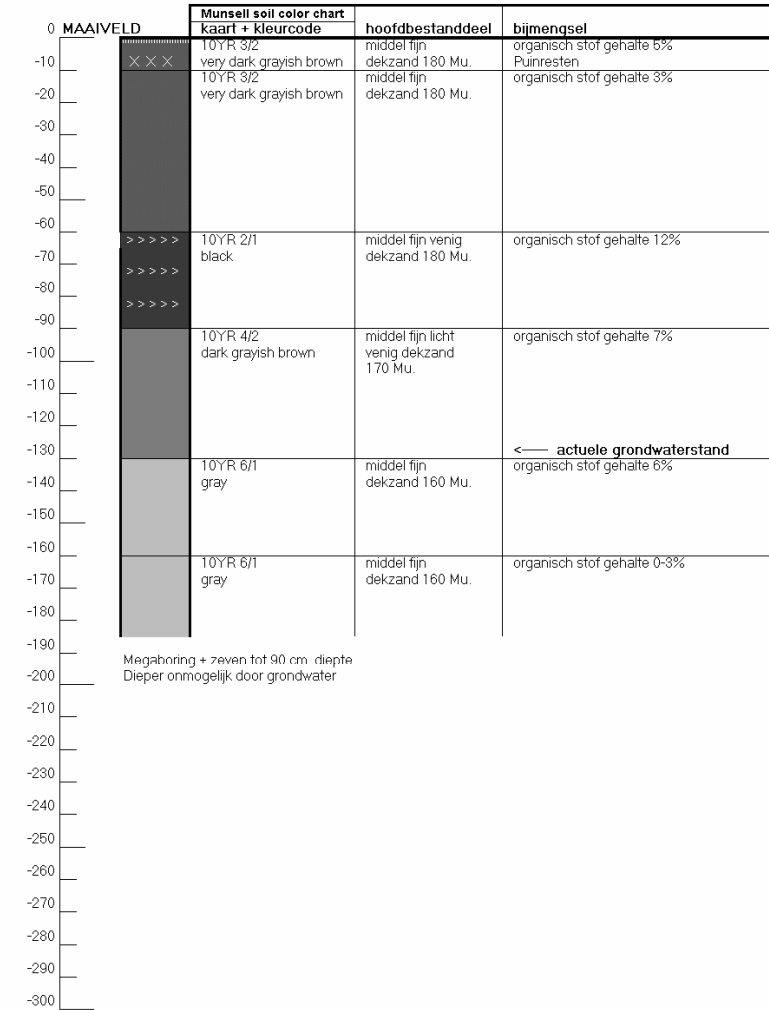 Munsell soil color chart
0 MAAIVELD kaart + kleurcode hoofdbestanddeel bijmengsel
10YR 3/2 middel fijn organisch stof gehalte 5%
-10 × × × very dark grayish brown dekzand 180 Mu. Puinresten
10YR 3/2 middel fijn organisch stof gehalte 3%
-20 very dark grayish brown dekzand 180 Mu.
-30
-40
-50
-60
> > > > > 10YR 2/1 middel fijn venig organisch stof gehalte 12%
-70 black dekzand 180 Mu.
> > > > >
-80
> > > > >
-90
10YR 4/2 middel fijn licht organisch stof gehalte 7%
-100 dark grayish brown venig dekzand
170 Mu.
-110
-120
-130 <—— actuele grondwaterstand
10YR 6/1 middel fijn organisch stof gehalte 6%
-140 gray dekzand 160 Mu.
-150
-160
10YR 6/1 middel fijn organisch stof gehalte 0-3%
-170 gray dekzand 160 Mu.
-180
-190
Megaboring + zeven tot 90 cm. diepte
-200 Dieper onmogelijk door grondwater
-210
-220
-230
-240
-250
-260
-270
-280
-290
-300